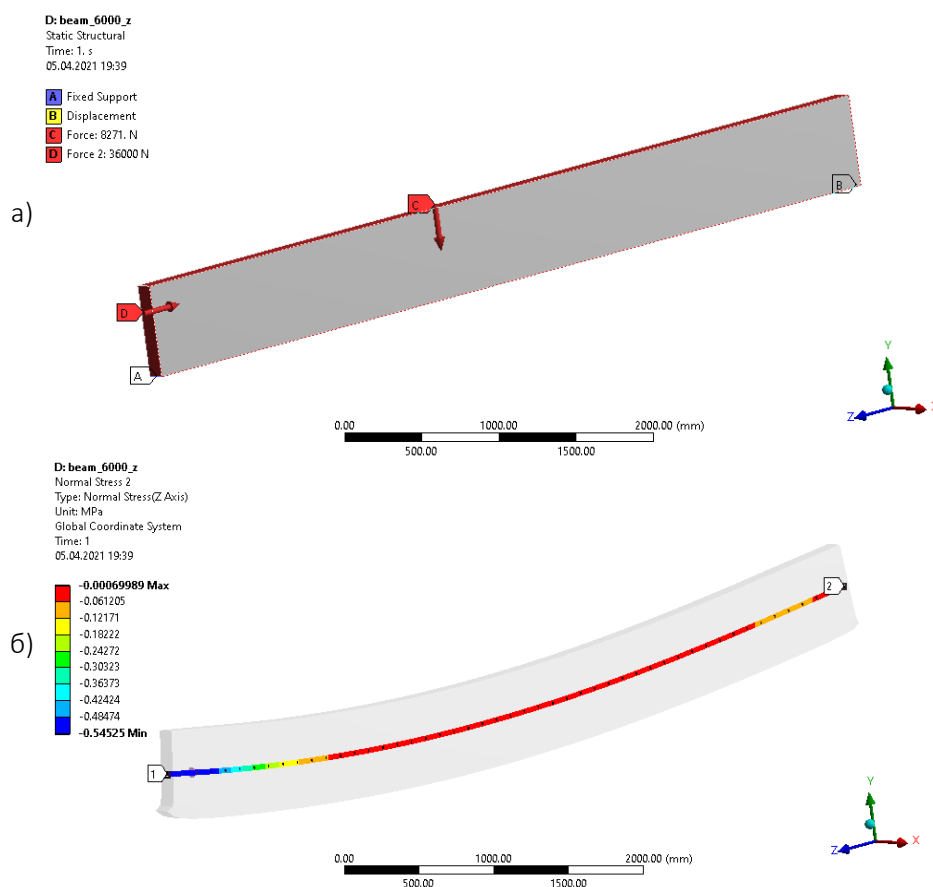 D: beam_6000_z
Static Structural
Time: 1. s
05.04.2021 19:39
A Fixed Support
B Displacement
C Force: 8271. N
D Force 2: 36000 N
а)
C
B
D
A
Y
Z
X
0.00 1000.00 2000.00 (mm)
500.00 1500.00
D: beam_6000_z
Normal Stress 2
Type: Normal Stress(Z Axis)
Unit: MPa
Global Coordinate System
Time: 1
05.04.2021 19:39
-0.00069989 Max
-0.061205
-0.12171
-0.18222
-0.24272
-0.30323
-0.36373
-0.42424
-0.48474
-0.54525 Min
б)
2
1
Y
Z
X
0.00 1000.00 2000.00 (mm)
500.00 1500.00